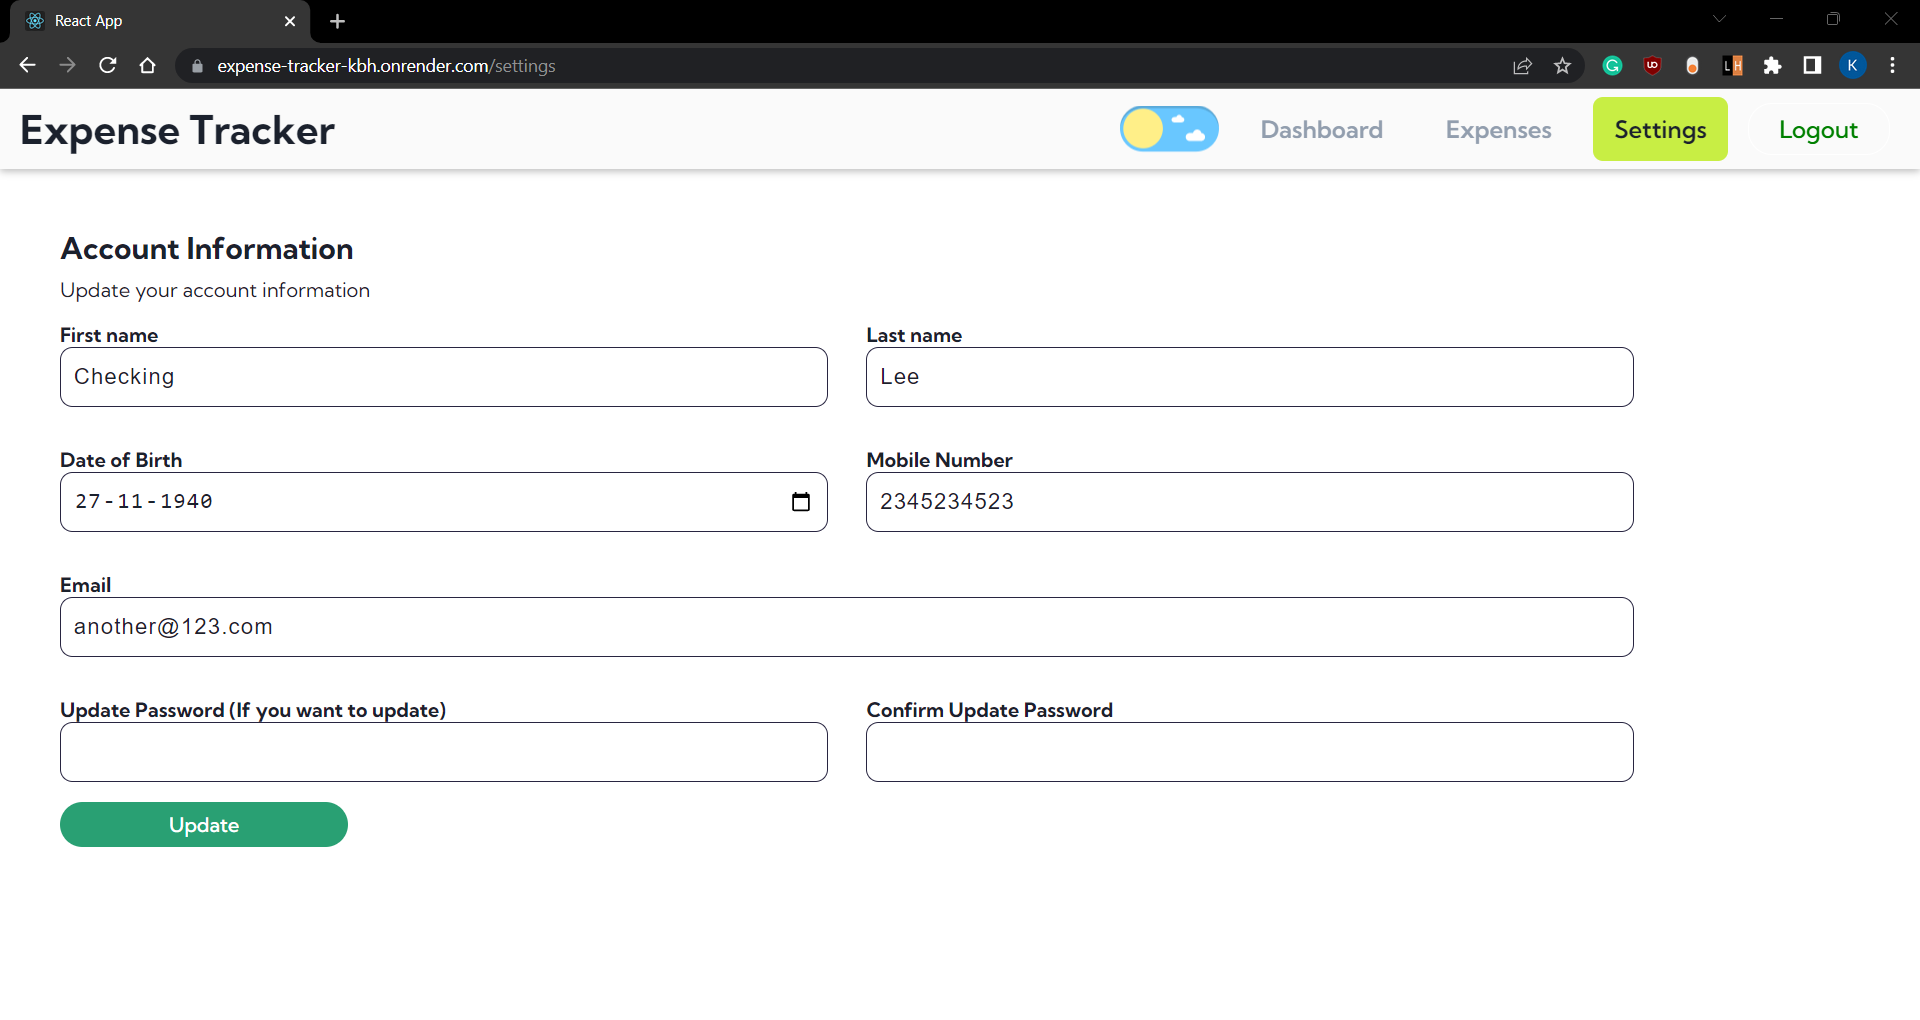 React App
expense-tracker-kbh.onrender.com/settings
K
Expense Tracker
Dashboard
Expenses
Settings
Logout
Account Information
Update your account information
First name
Last name
Checking
Lee
Date of Birth
Mobile Number
27-11-1940
2345234523
Email
another@123.com
Update Password (If you want to update)
Confirm Update Password
Update